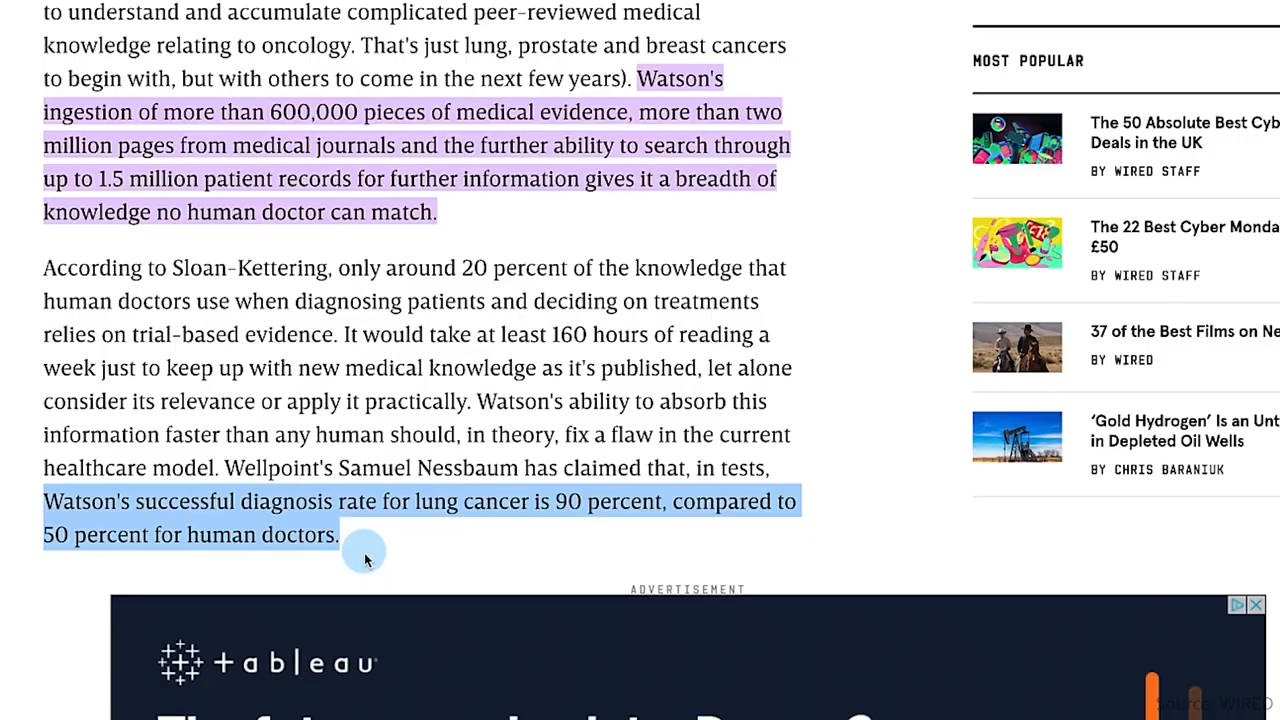 to understand and accumulate complicated peer-reviewed medical
knowledge relating to oncology. That's just lung, prostate and breast cancers
to begin with, but with others to come in the next few years). Watson's
ingestion of more than 600,000 pieces of medical evidence, more than two
million pages from medical journals and the further ability to search through
up to 1.5 million patient records for further information gives it a breadth of
knowledge no human doctor can match.
According to Sloan-Kettering, only around 20 percent of the knowledge that
human doctors use when diagnosing patients and deciding on treatments
relies on trial-based evidence. It would take at least 160 hours of reading a
week just to keep up with new medical knowledge as it's published, let alone
consider its relevance or apply it practically. Watson's ability to absorb this
information faster than any human should, in theory, fix a flaw in the current
healthcare model. Wellpoint's Samuel Nessbaum has claimed that, in tests,
Watson's successful diagnosis rate for lung cancer is 90 percent, compared to
50 percent for human doctors.
MOST POPULAR
The 50 Absolute Best Cyb
Deals in the UK
BY WIRED STAFF
The 22 Best Cyber Monda
£50
BY WIRED STAFF
37 of the Best Films on Ne
BY WIRED
‘Gold Hydrogen’ Is an Unt
in Depleted Oil Wells
BY CHRIS BARANIUK
ADVERTISEMENT
+ableau
Source: WIRED